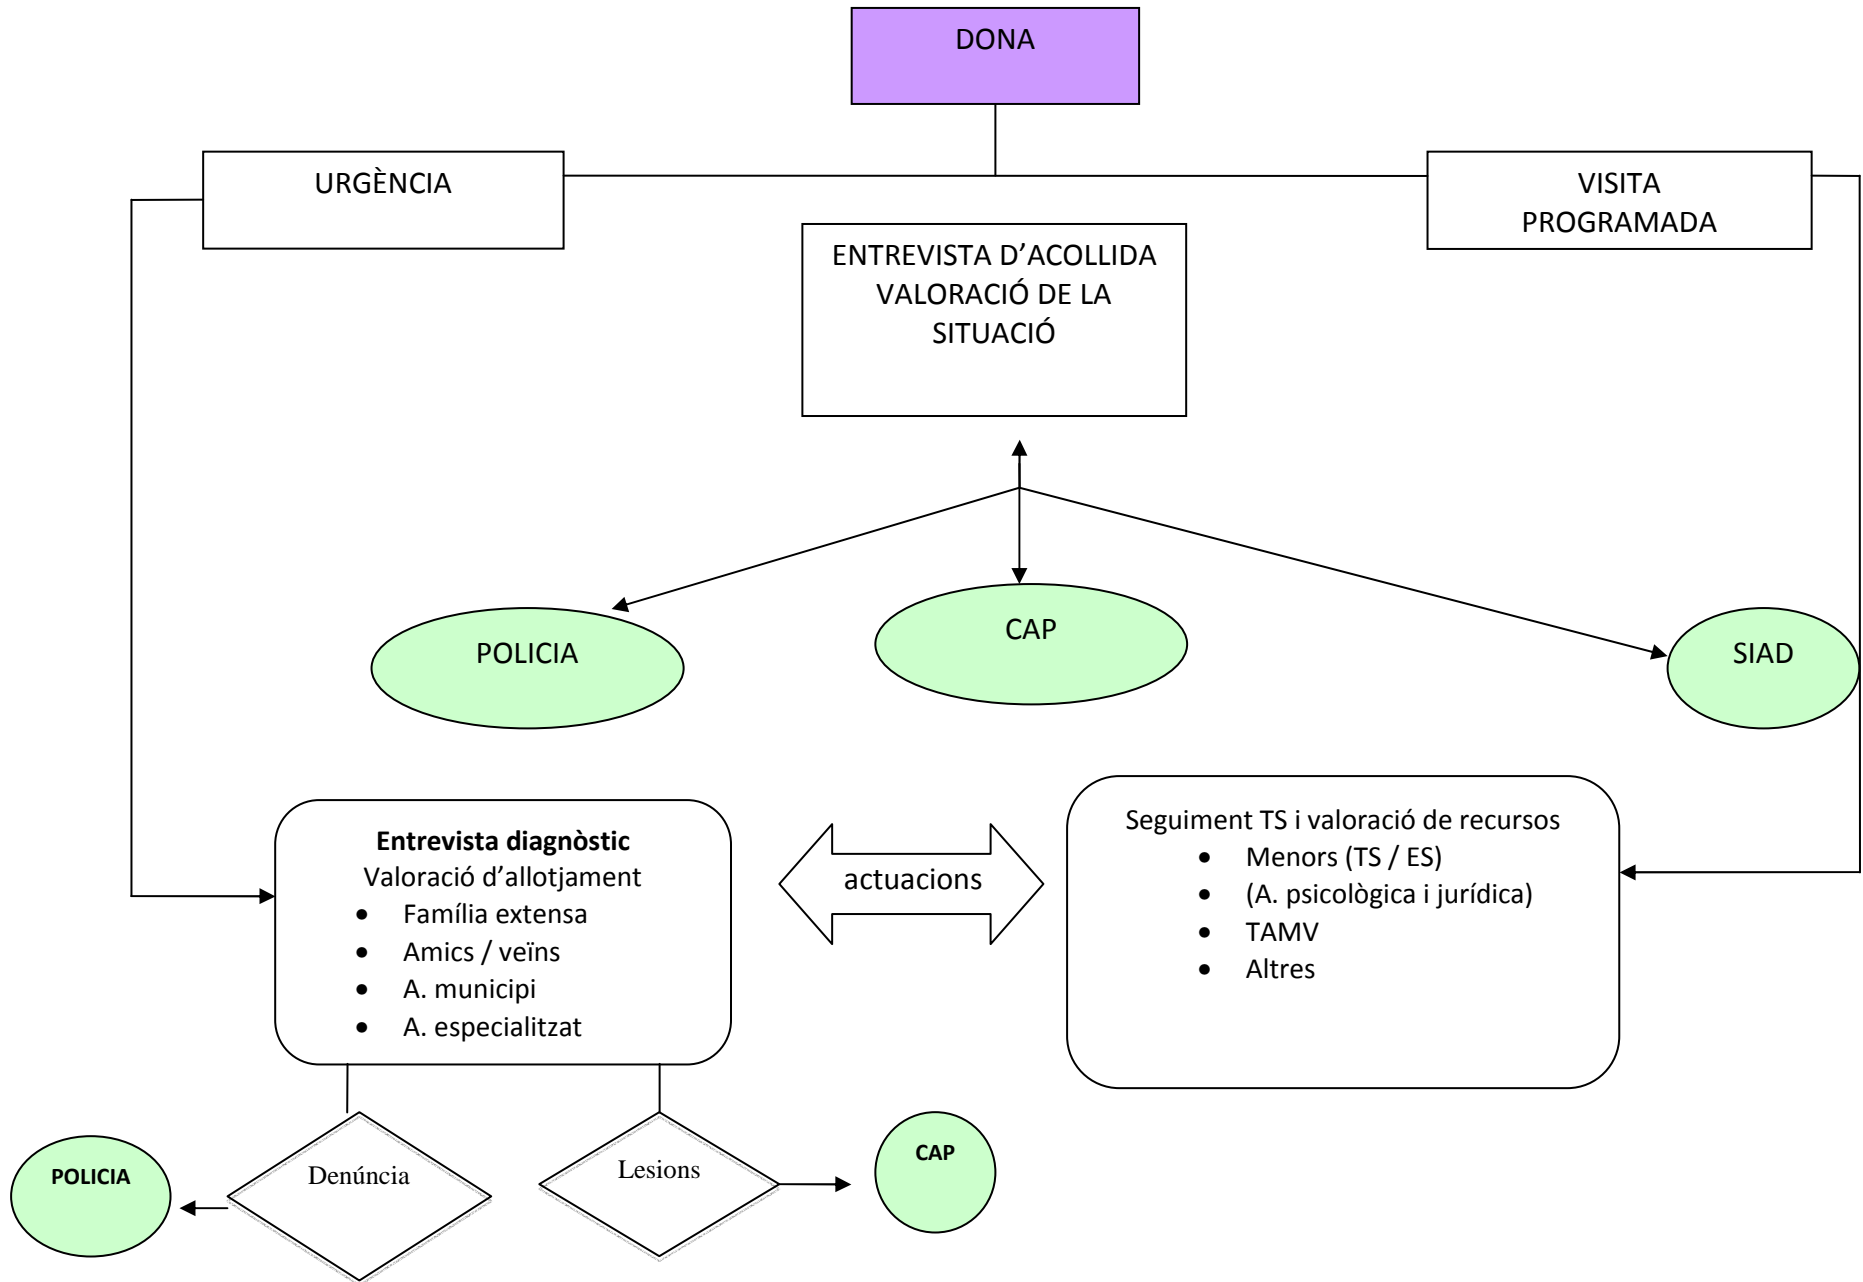 DONA
URGÈNCIA
VISITA
PROGRAMADA
ENTREVISTA D’ACOLLIDA
VALORACIÓ DE LA
SITUACIÓ
POLICIA
CAP
SIAD
Entrevista diagnòstic
Valoració d’allotjament
• Família extensa
• Amics / veïns
• A. municipi
• A. especialitzat
actuacions
Seguiment TS i valoració de recursos
• Menors (TS / ES)
• (A. psicològica i jurídica)
• TAMV
• Altres
POLICIA
Denúncia
Lesions
CAP